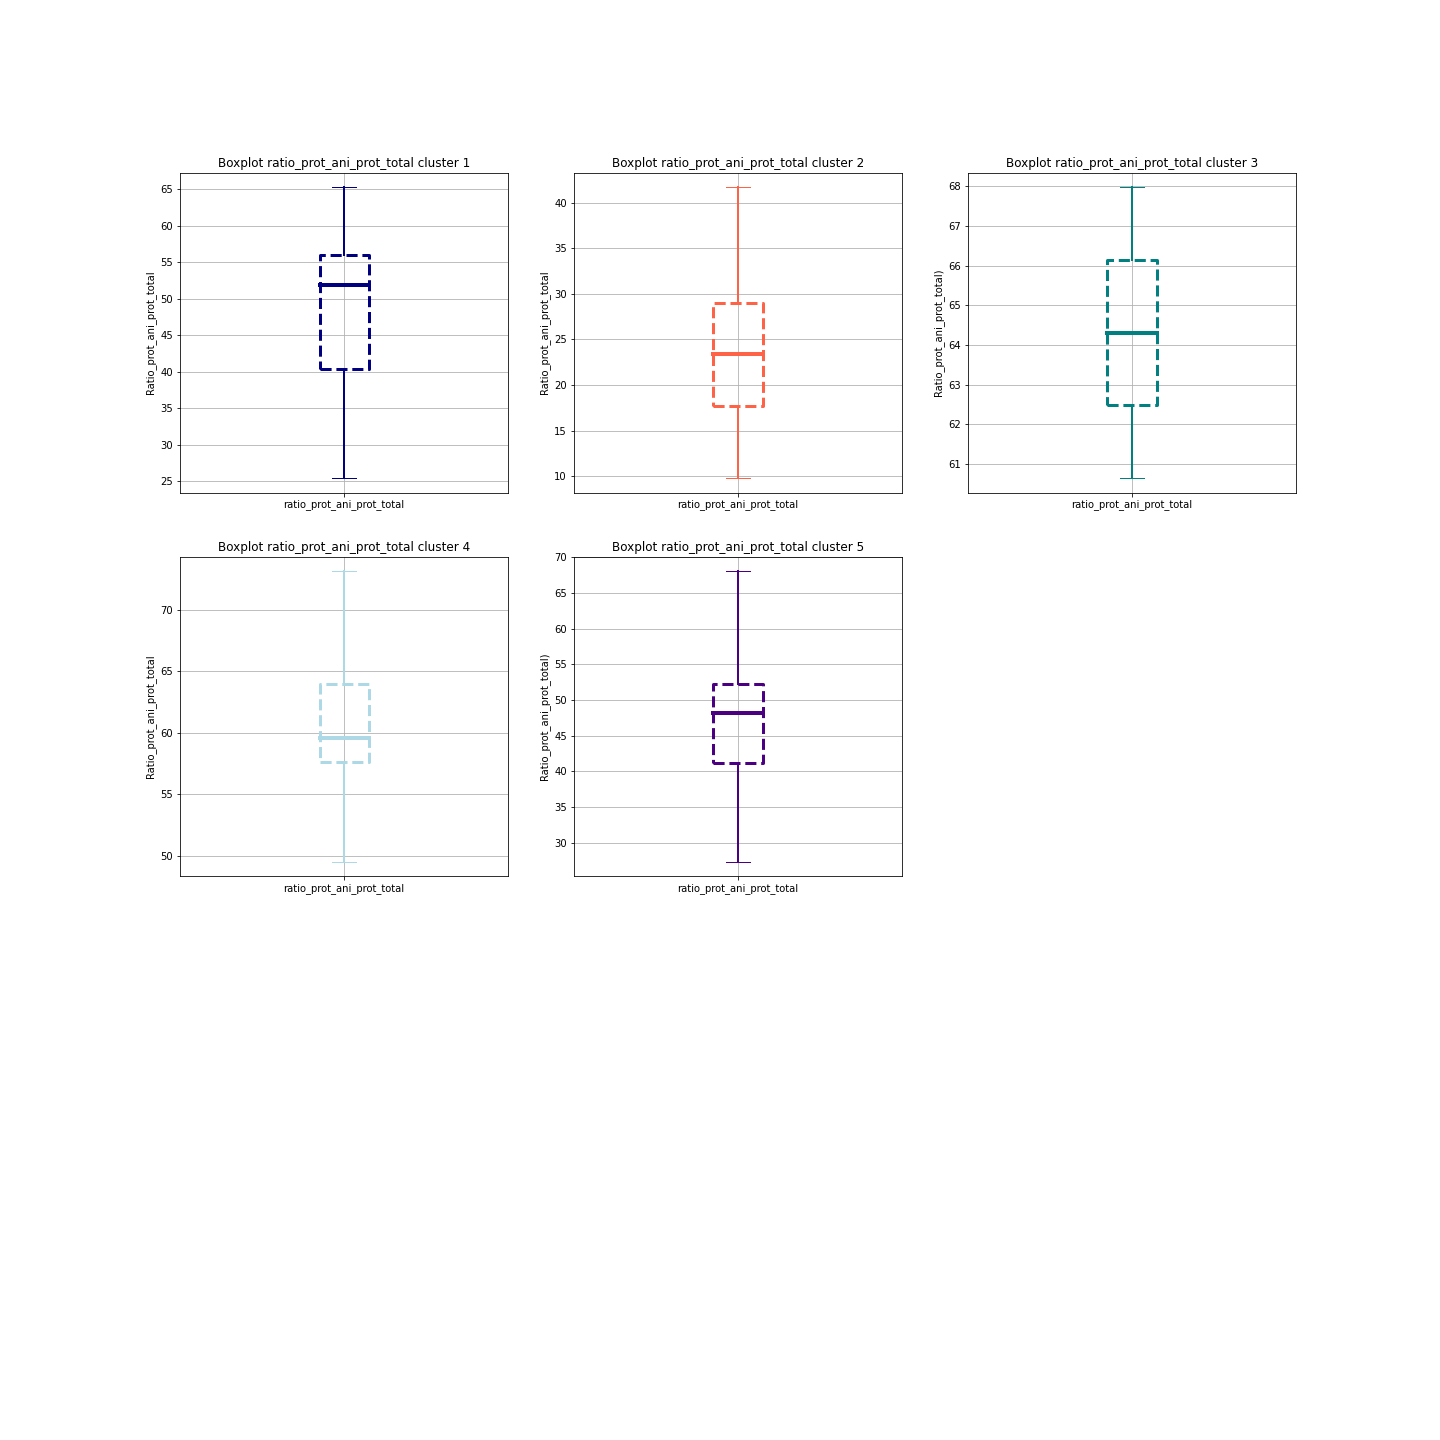 Boxplot ratio_prot_ani_prot_total cluster 1
Ratio_prot_ani_prot_total
65
60
55
50
45
40
35
30
25
ratio_prot_ani_prot_total
Boxplot ratio_prot_ani_prot_total cluster 2
Ratio_prot_ani_prot_total
40
35
30
25
20
15
10
ratio_prot_ani_prot_total
Boxplot ratio_prot_ani_prot_total cluster 3
Ratio_prot_ani_prot_total)
68
67
66
65
64
63
62
61
ratio_prot_ani_prot_total
Boxplot ratio_prot_ani_prot_total cluster 4
Ratio_prot_ani_prot_total
70
65
60
55
50
ratio_prot_ani_prot_total
Boxplot ratio_prot_ani_prot_total cluster 5
Ratio_prot_ani_prot_total)
70
65
60
55
50
45
40
35
30
ratio_prot_ani_prot_total